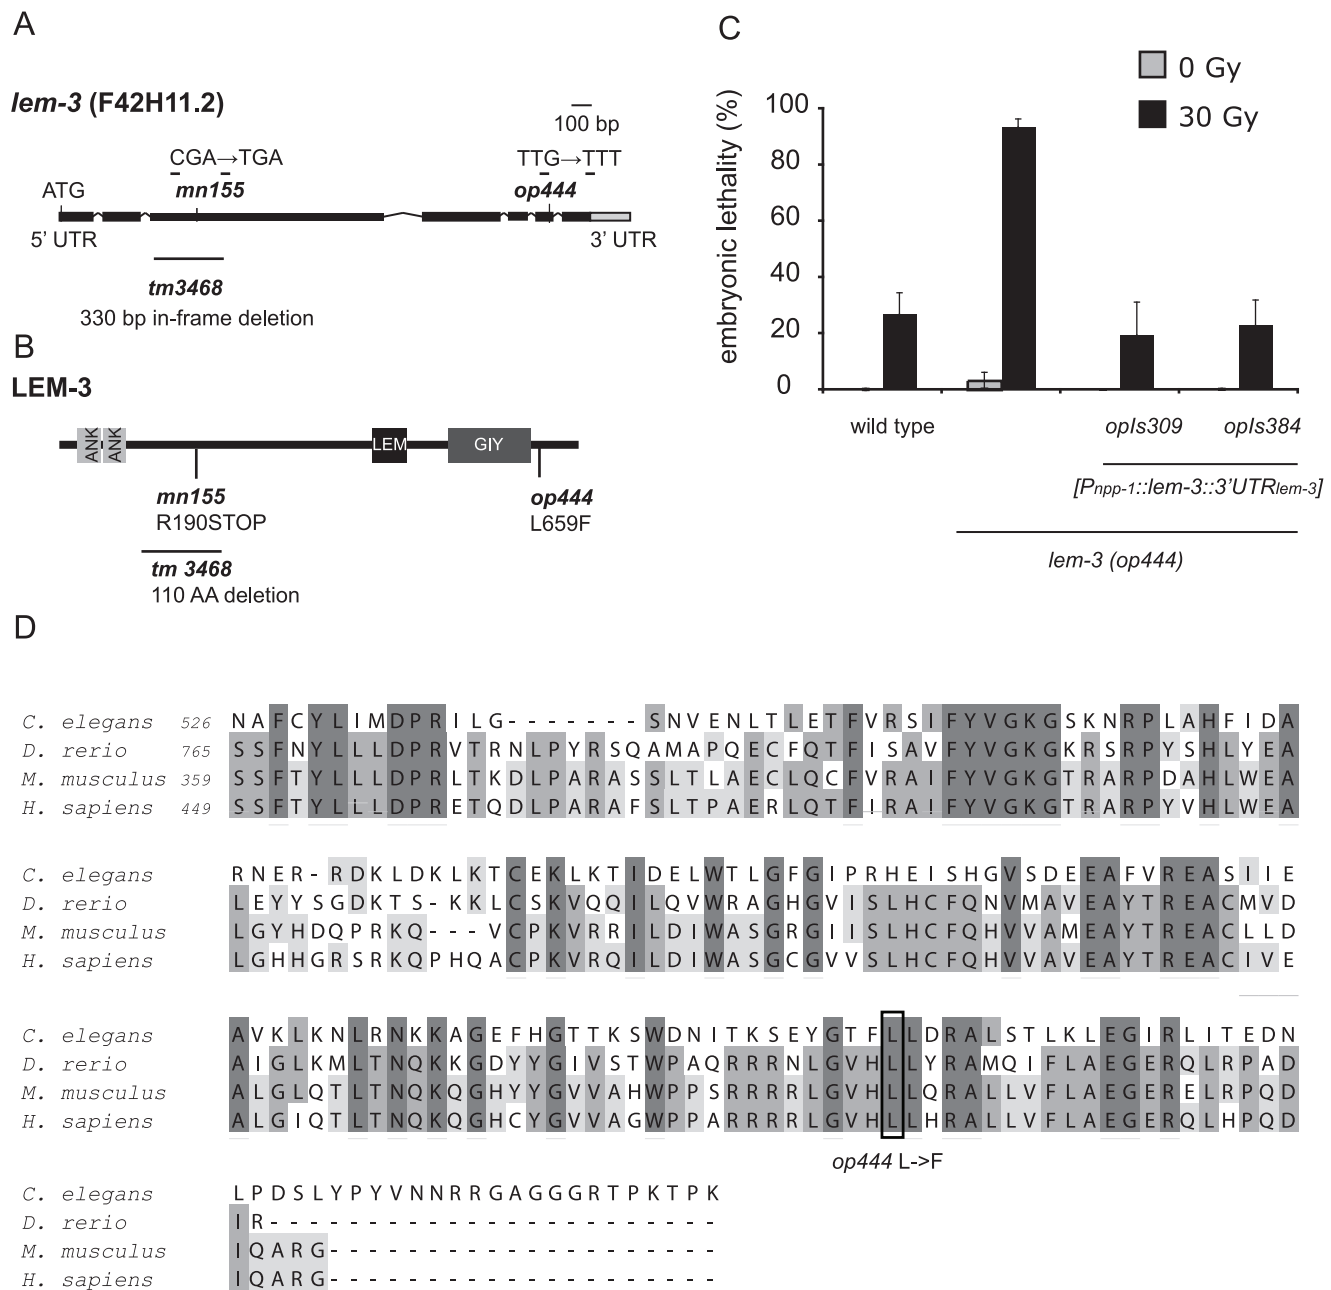 A
lem-3 (F42H11.2)
100 bp
CGA→TGA
TTG→TTT
ATG
mn155
op444
5' UTR
3' UTR
tm3468
330 bp in-frame deletion
B
LEM-3
ANK
ANK
LEM
GIY
mn155
R190STOP
op444
L659F
tm 3468
110 AA deletion
C
0 Gy
30 Gy
embryonic lethality (%)
100
80
60
40
20
0
wild type
opIs309
opIs384
[Pnpp-1::lem-3::3'UTRlem-3]
lem-3 (op444)
D
C. elegans 526 NAFCYLIMDPRILG-------SNVENLTLETFVRSIFYVGKGSKNRPLAHFIDA
D. rerio 765 SSFNYLLLDPRVTRNLPYRSQAMAPQECFQTFISAVFYVGKGKRSRPYSHLYEA
M. musculus 359 SSFTYLLLDPRLTKDLPARASSLTLAECLQCFVRAIFYVGKGTRARPDAHLWEA
H. sapiens 449 SSFTYLLLDPRETQDLPARAFSLTPAERLQTFIRAIFYVGKGTRARPYVHLWEA
C. elegans RNER-RDKLDKLKTCEKLKTIDELWTLGFGIPRHEISHGVSDEEAFVREASIIE
D. rerio LEYYSGDKTS-KKLCSKVQQILQVWRAGHGVISLHCFQNVMAVEAYTREACMVD
M. musculus LGYHDQPRKQ---VCPKVRRILDIWASGRGIISLHCFQHVVAMEAYTREACLLD
H. sapiens LGHHGRSRKQPHQACPKVRQILDIWASGCGVVSLHCFQHVVAVEAYTREACIVE
C. elegans AVKLKNLRNKKAGEFHGTTKSWDNITKSEYGTFLLDRALSTLKLEGIRLITEDN
D. rerio AIGLKMLTNQKKGDYYGIVSTWPAQRRRNLGVHLLYRAMQIFLAEGERQLRPAD
M. musculus ALGLQTLTNQKQGHYYGVVAHWPPSRRRRLGVHLLQRALLVFLAEGERELRPQD
H. sapiens ALGIQTLTNQKQGHCYGVVAGWPPARRRRLGVHLLHRALLVFLAEGERQLHPQD
op444 L->F
C. elegans LPDSLYPYVNNRRGAGGGRTPKTPK
D. rerio IR-----------------------
M. musculus IQARG--------------------
H. sapiens IQARG--------------------